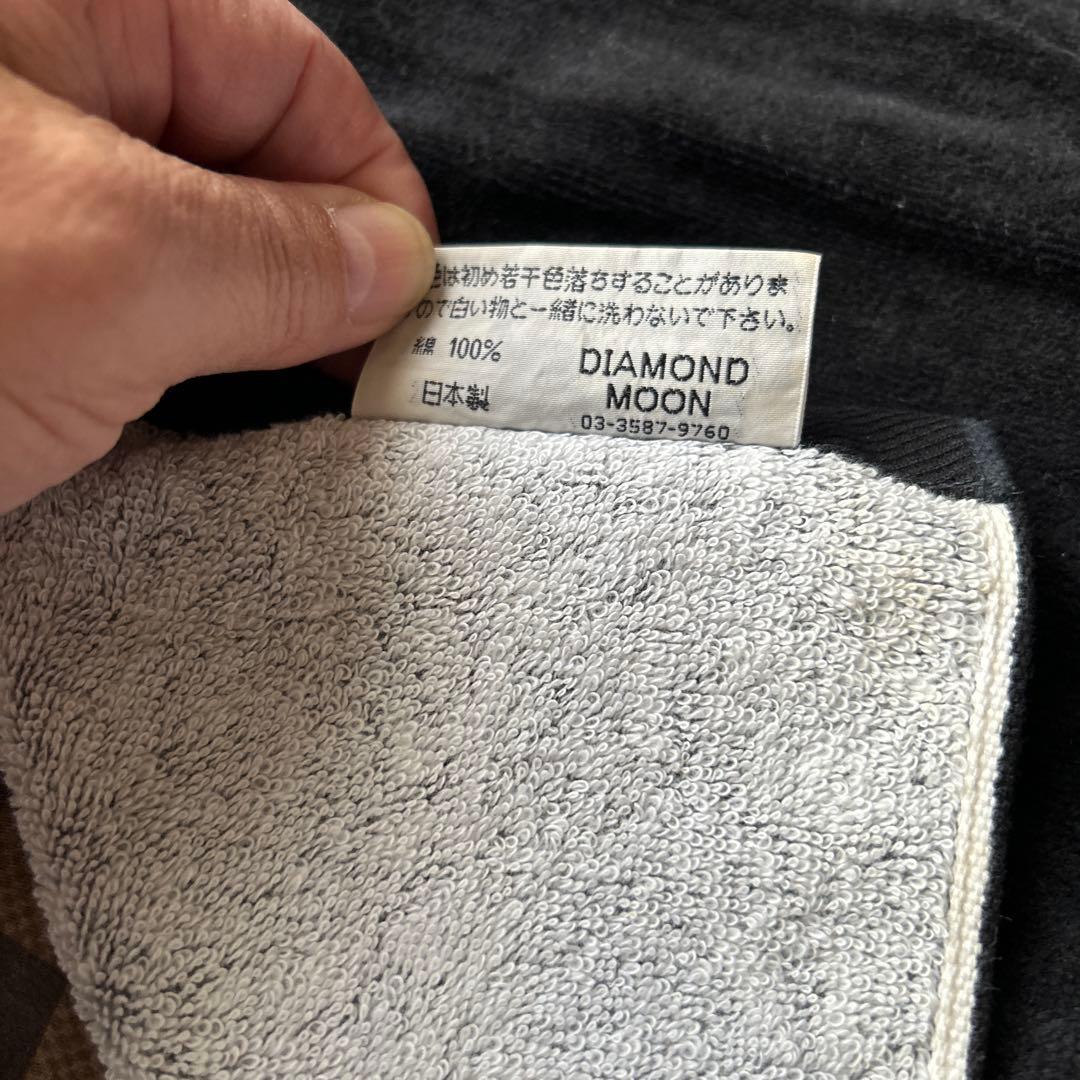 は初め若干色落ちすることがありま
ので白い物と一緒に洗わないで下さい。
綿 100%
日本製
DIAMOND
MOON
03-3587-9760